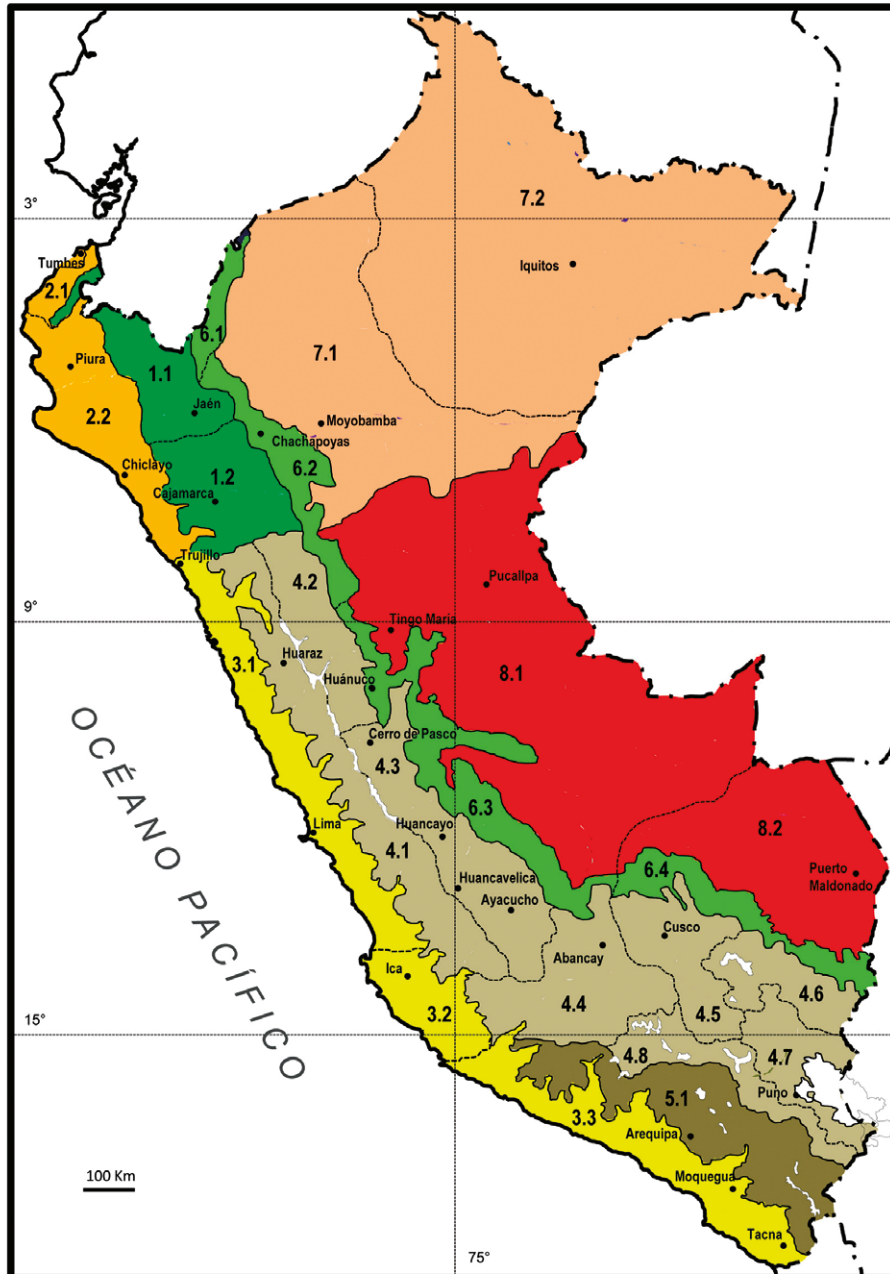 7.2
3°
Tumbes
2.1
Iquitos
6.1
7.1
1.1
Piura
Jaén
Moyobamba
2.2
Chachapoyas
6.2
Chiclayo
1.2
Cajamarca
Trujillo
4.2
Pucallpa
9°
Tingo Maria
3.1
Huaraz
8.1
Huánuco
Cerro de Pasco
4.3
OCÉANO PACÍFICO
6.3
Lima
Huancayo
8.2
4.1
6.4
Puerto
Maldonado
Huancavelica
Ayacucho
Cusco
Abancay
Ica
4.6
4.4
4.5
3.2
15°
4.8
4.7
Puno
5.1
3.3
Arequipa
100 Km
Moquegua
Tacna
75°